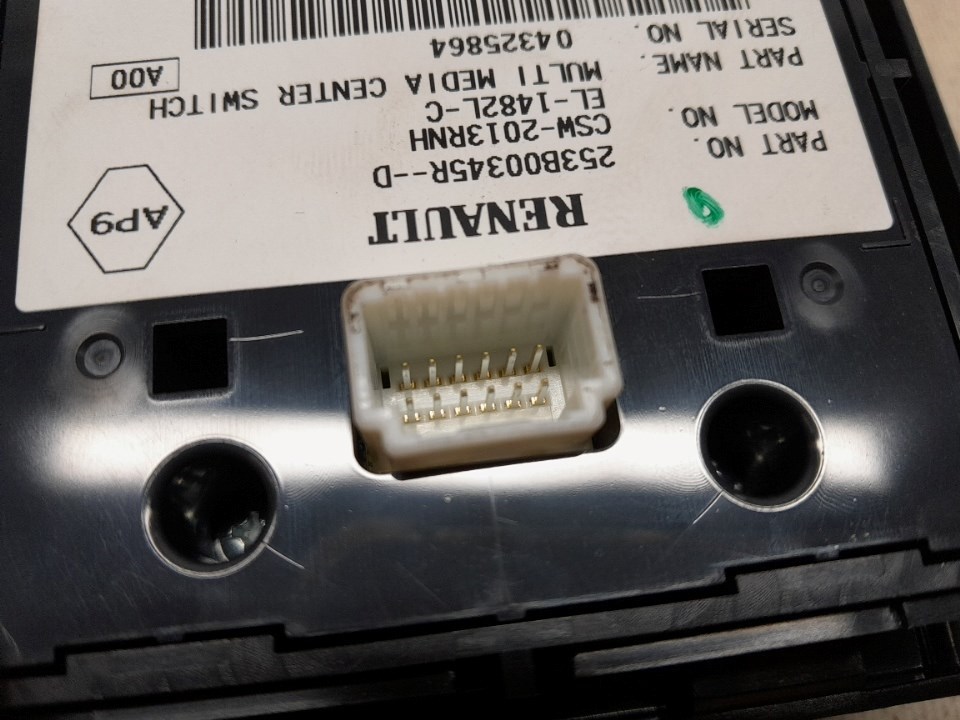 RENAULT
AP9
PART NO. 253B00345R--D
MODEL NO. CSW-2013RNH
EL-1482L-C
PART NAME. MULTI MEDIA CENTER SWITCH
SERIAL NO. 04325864
A00